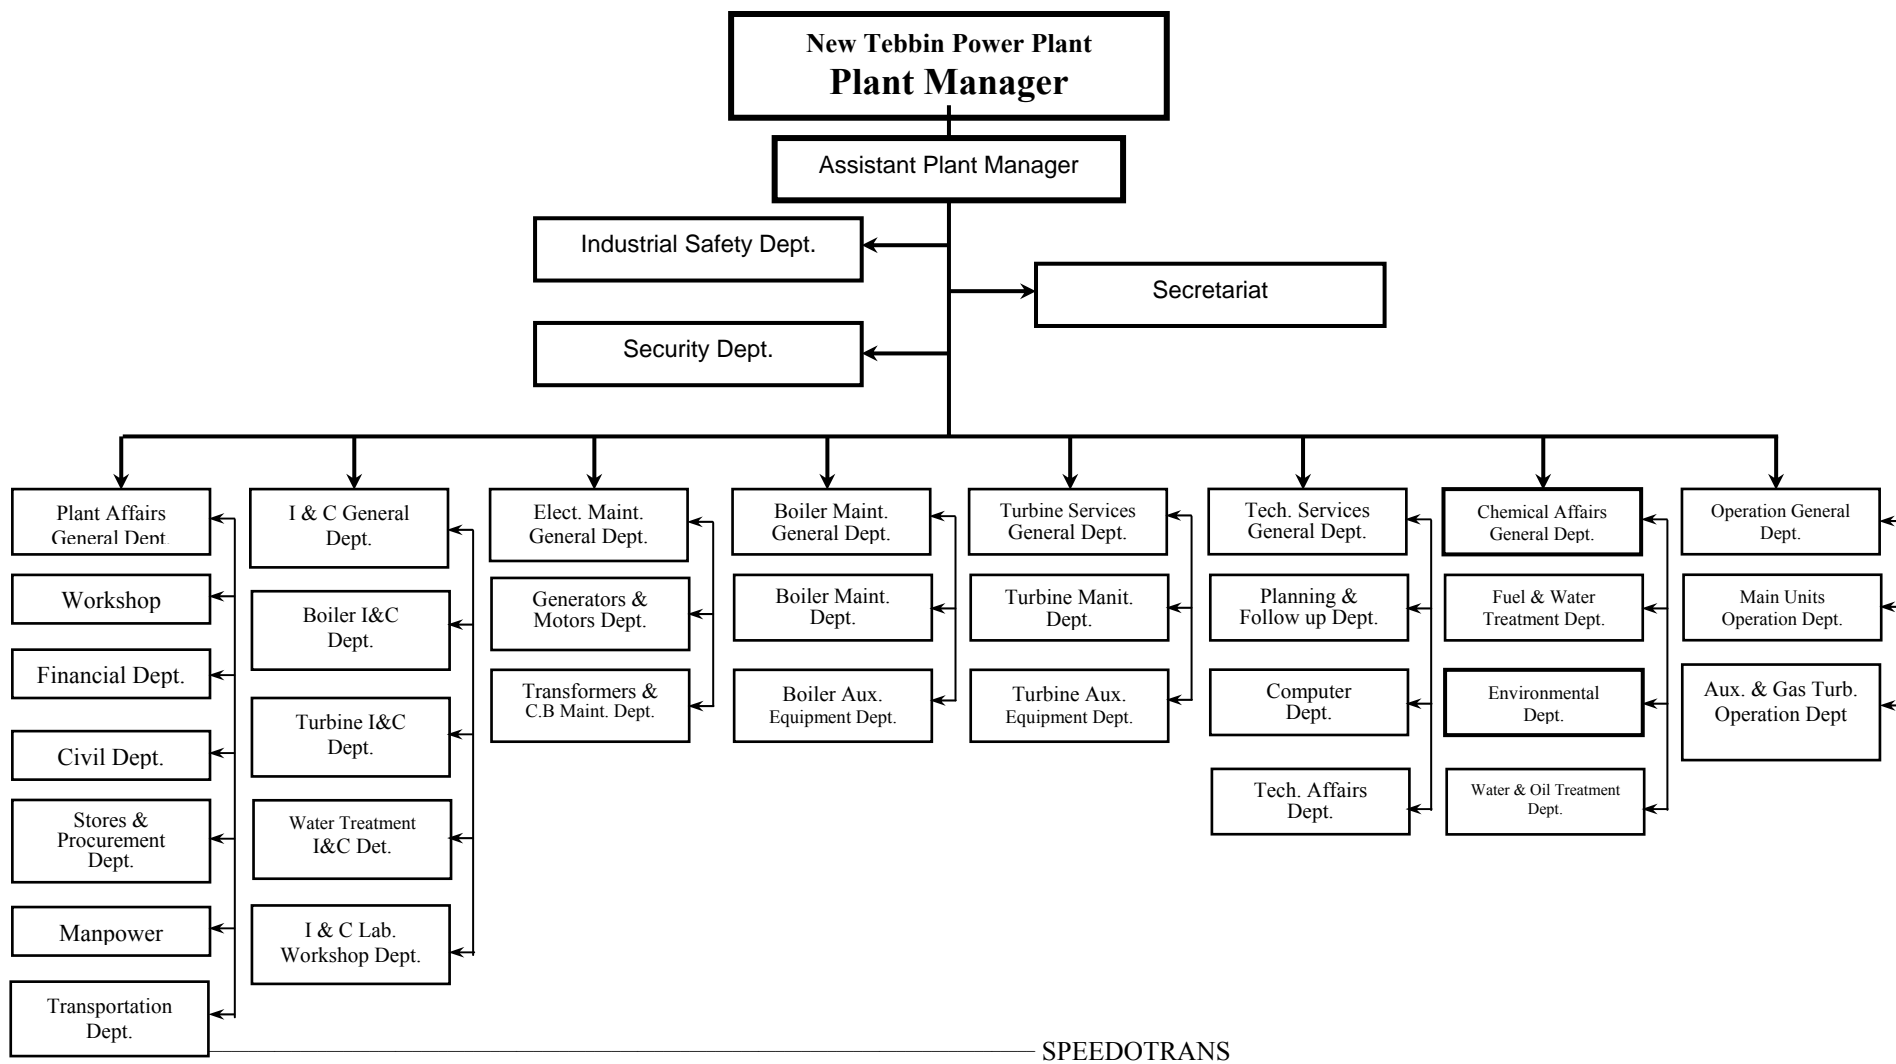 New Tebbin Power Plant
Plant Manager
Assistant Plant Manager
Industrial Safety Dept.
Secretariat
Security Dept.
Plant Affairs
General Dept.
Workshop
Financial Dept.
Civil Dept.
Stores &
Procurement
Dept.
Manpower
Transportation
Dept.
I & C General
Dept.
Boiler I&C
Dept.
Turbine I&C
Dept.
Water Treatment
I&C Det.
I & C Lab.
Workshop Dept.
Elect. Maint.
General Dept.
Generators &
Motors Dept.
Transformers &
C.B Maint. Dept.
Boiler Maint.
General Dept.
Boiler Maint.
Dept.
Boiler Aux.
Equipment Dept.
Turbine Services
General Dept.
Turbine Manit.
Dept.
Turbine Aux.
Equipment Dept.
Tech. Services
General Dept.
Planning &
Follow up Dept.
Computer
Dept.
Tech. Affairs
Dept.
Chemical Affairs
General Dept.
Fuel & Water
Treatment Dept.
Environmental
Dept.
Water & Oil Treatment
Dept.
Operation General
Dept.
Main Units
Operation Dept.
Aux. & Gas Turb.
Operation Dept
SPEEDOTRANS